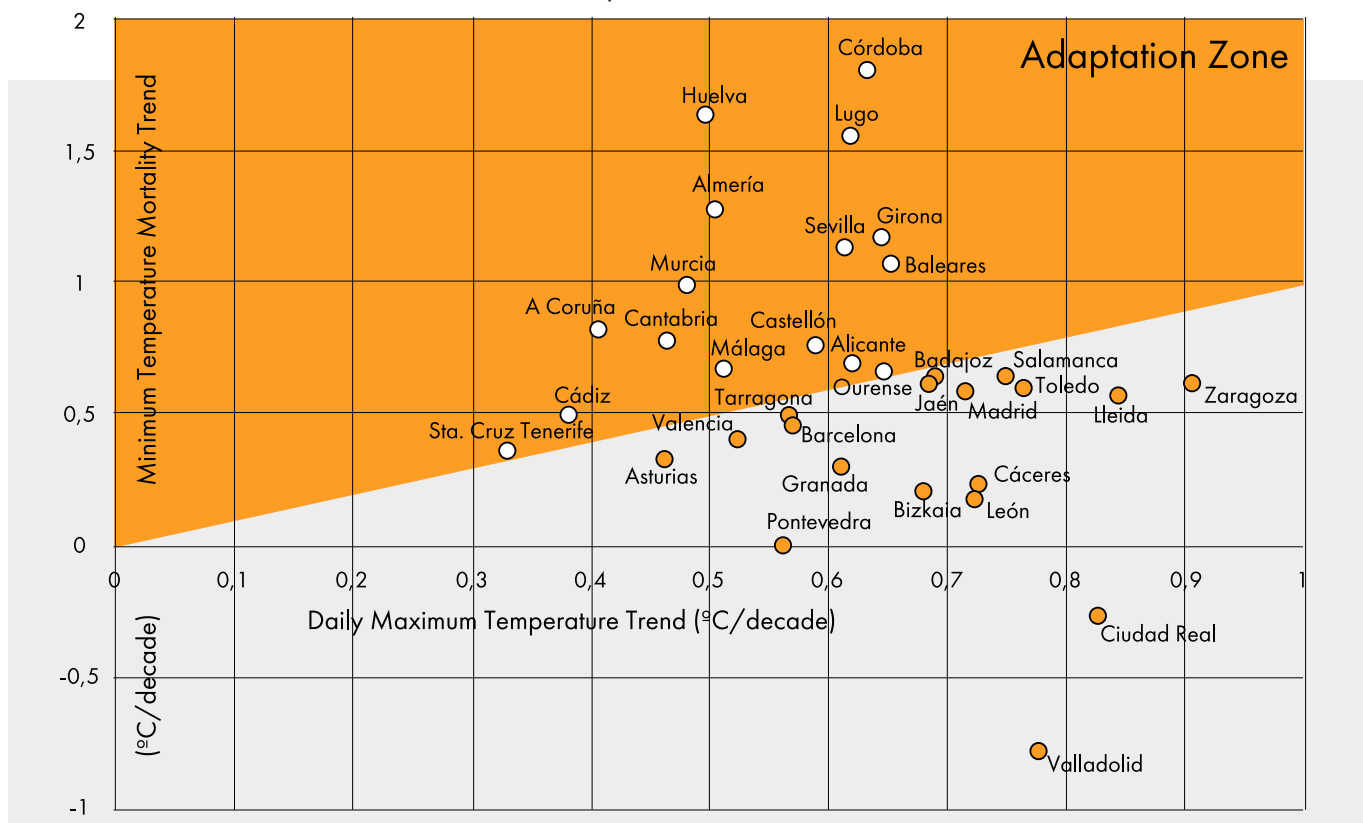 2
Córdoba
Adaptation Zone
Huelva
Lugo
1,5
Almería
Sevilla
Girona
Murcia
Baleares
1
A Coruña
Cantabria
Castellón
Málaga
Alicante
Badajoz
Salamanca
Cádiz
Tarragona
Ourense
Jaén
Madrid
Toledo
Lleida
Zaragoza
0,5
Sta. Cruz Tenerife
Valencia
Barcelona
Asturias
Granada
Bizkaia
Cáceres
León
Pontevedra
0
0
0,1
0,2
0,3
0,4
0,5
0,6
0,7
0,8
0,9
1
Daily Maximum Temperature Trend (ºC/decade)
Ciudad Real
-0,5
Valladolid
-1
Minimum Temperature Mortality Trend
(ºC/decade)